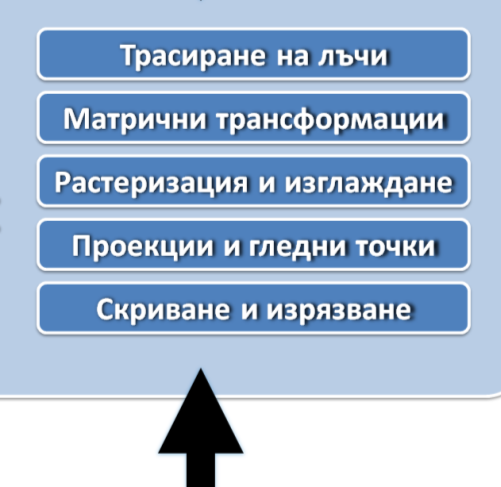 Трасиране на лъчи
Матрични трансформации
Растеризация и изглаждане
Проекции и гледни точки
Скриване и изрязване